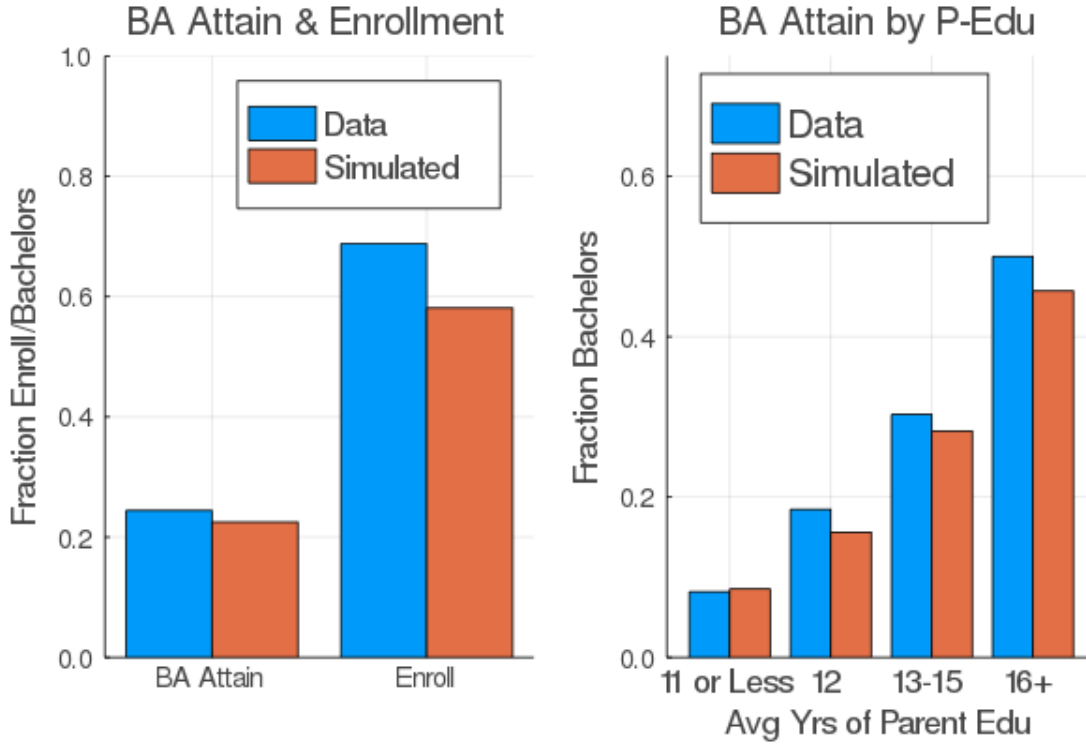 BA Attain & Enrollment
Fraction Enroll/Bachelors
1.0
0.8
0.6
0.4
0.2
0.0
Data
Simulated
BA Attain
Enroll
BA Attain by P-Edu
Fraction Bachelors
0.6
0.4
0.2
0.0
Data
Simulated
11 or Less
12
13-15
16+
Avg Yrs of Parent Edu